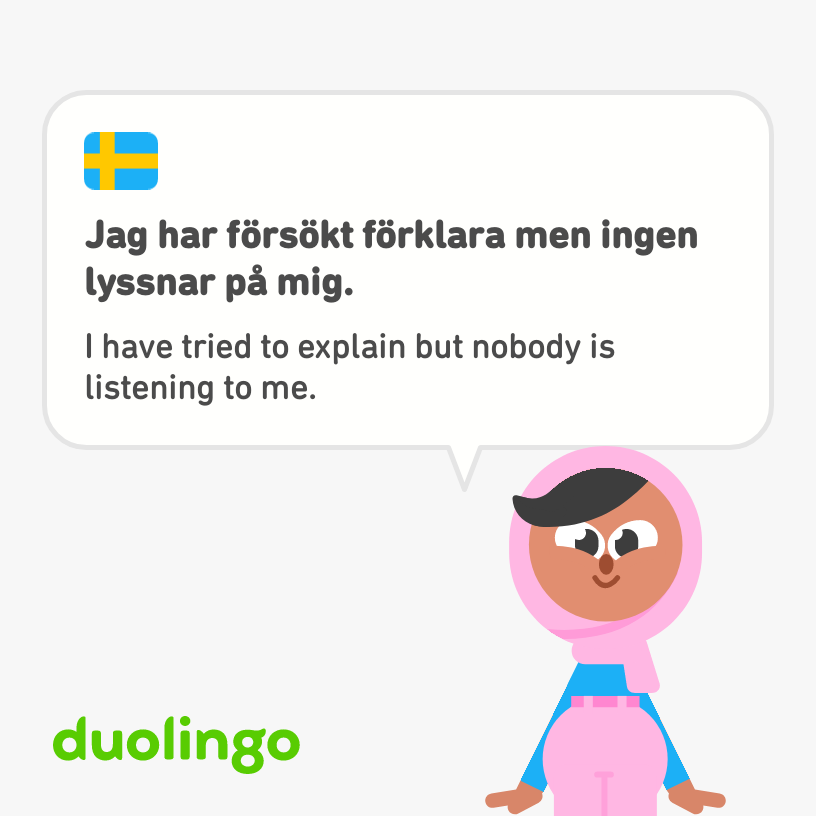 Jag har försökt förklara men ingen
lyssnar på mig.
I have tried to explain but nobody is
listening to me.
duolingo